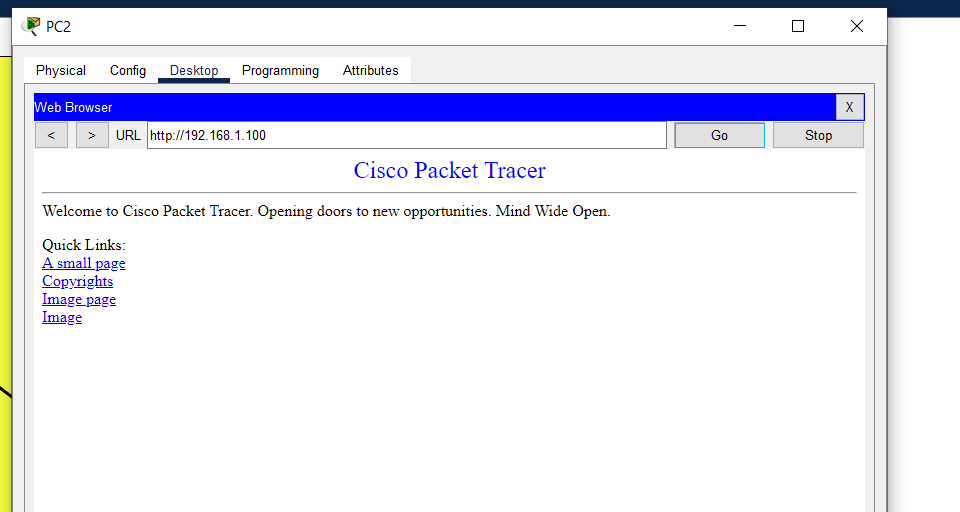 PC2
Physical Config Desktop Programming Attributes
Web Browser X
< > URL http://192.168.1.100 Go Stop
Cisco Packet Tracer
Welcome to Cisco Packet Tracer. Opening doors to new opportunities. Mind Wide Open.
Quick Links:
A small page
Copyrights
Image page
Image